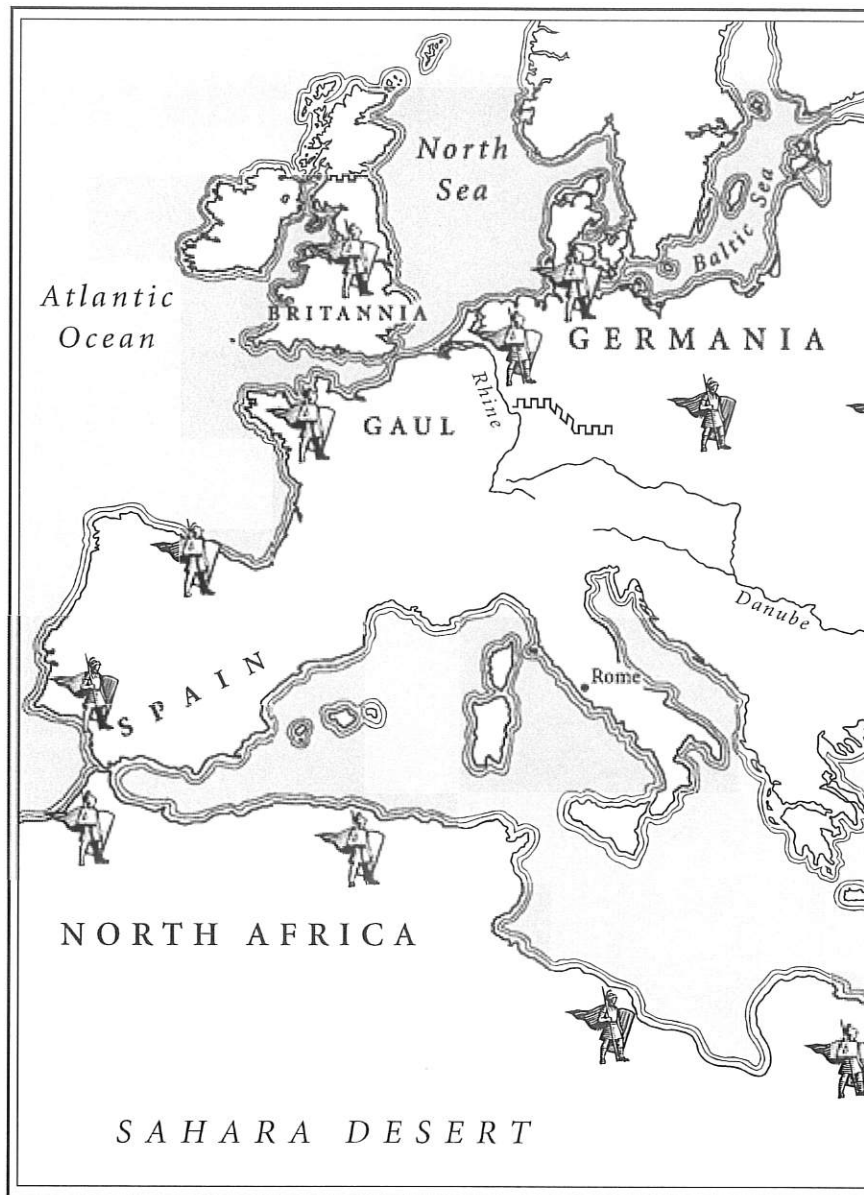 North
Sea
Baltic Sea
Atlantic
Ocean
BRITANNIA
GERMANIA
Rhine
GAUL
Danube
Rome
SPAIN
NORTH AFRICA
SAHARA DESERT